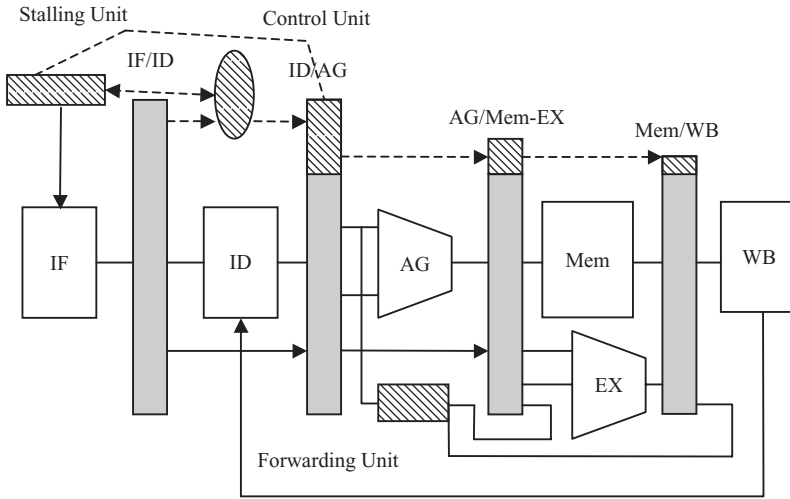 Stalling Unit
Control Unit
IF/ID
ID/AG
AG/Mem-EX
Mem/WB
IF
ID
AG
Mem
WB
EX
Forwarding Unit